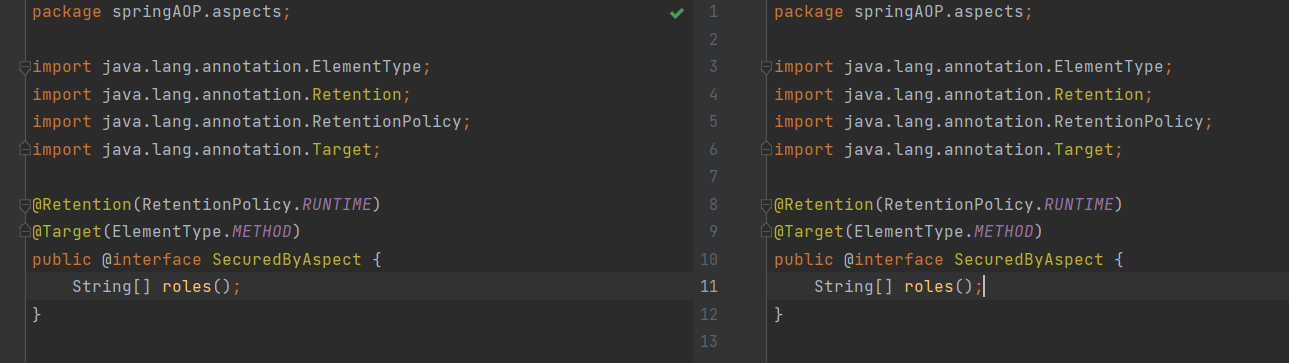 package springAOP.aspects;
import java.lang.annotation.ElementType;
import java.lang.annotation.Retention;
import java.lang.annotation.RetentionPolicy;
import java.lang.annotation.Target;
@Retention(RetentionPolicy.RUNTIME)
@Target(ElementType.METHOD)
public @interface SecuredByAspect {
    String[] roles();
}
1 package springAOP.aspects;
2
3 import java.lang.annotation.ElementType;
4 import java.lang.annotation.Retention;
5 import java.lang.annotation.RetentionPolicy;
6 import java.lang.annotation.Target;
7
8 @Retention(RetentionPolicy.RUNTIME)
9 @Target(ElementType.METHOD)
10 public @interface SecuredByAspect {
11     String[] roles();
12 }
13